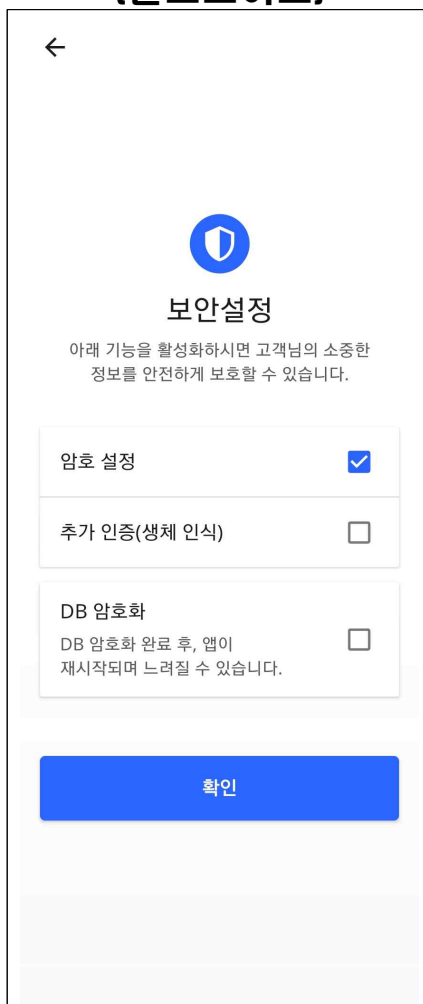 보안설정
아래 기능을 활성화하시면 고객님의 소중한
정보를 안전하게 보호할 수 있습니다.
암호 설정
추가 인증(생체 인식)
DB 암호화
DB 암호화 완료 후, 앱이
재시작되며 느려질 수 있습니다.
확인